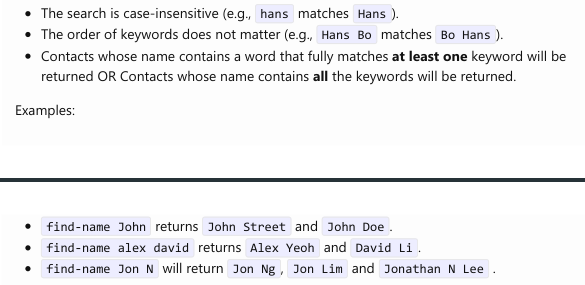 • The search is case-insensitive (e.g., hans matches Hans ).
• The order of keywords does not matter (e.g., Hans Bo matches Bo Hans ).
• Contacts whose name contains a word that fully matches at least one keyword will be
returned OR Contacts whose name contains all the keywords will be returned.
Examples:
• find-name John returns John Street and John Doe .
• find-name alex david returns Alex Yeoh and David Li .
• find-name Jon N will return Jon Ng , Jon Lim and Jonathan N Lee .